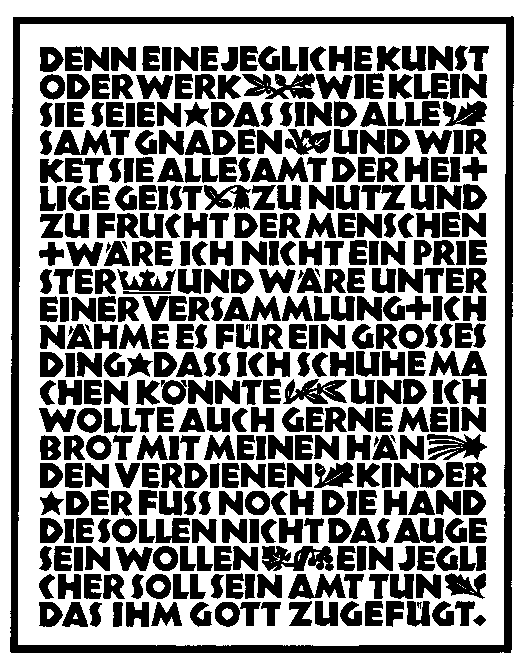 DENN EINE JEGLICHE KUNST
ODER WERK WIE KLEIN
SIE SEIEN★DAS SIND ALLE
SAMT GNADEN UND WIR
KET SIE ALLESAMT DER HEI+
LIGE GEIST ZU NUTZ UND
ZU FRUCHT DER MENSCHEN
+WÄRE ICH NICHT EIN PRIE
STER UND WÄRE UNTER
EINER VERSAMMLUNG+ICH
NÄHME ES FÜR EIN GROSSES
DING★DASS ICH SCHUHE MA
CHEN KÖNNTE UND ICH
WOLLTE AUCH GERNE MEIN
BROT MIT MEINEN HÄN
DEN VERDIENEN KINDER
★DER FUSS NOCH DIE HAND
DIE SOLLEN NICHT DAS AUGE
SEIN WOLLEN EIN JEGLI
CHER SOLL SEIN AMT TUN
DAS IHM GOTT ZUGEFÜGT.